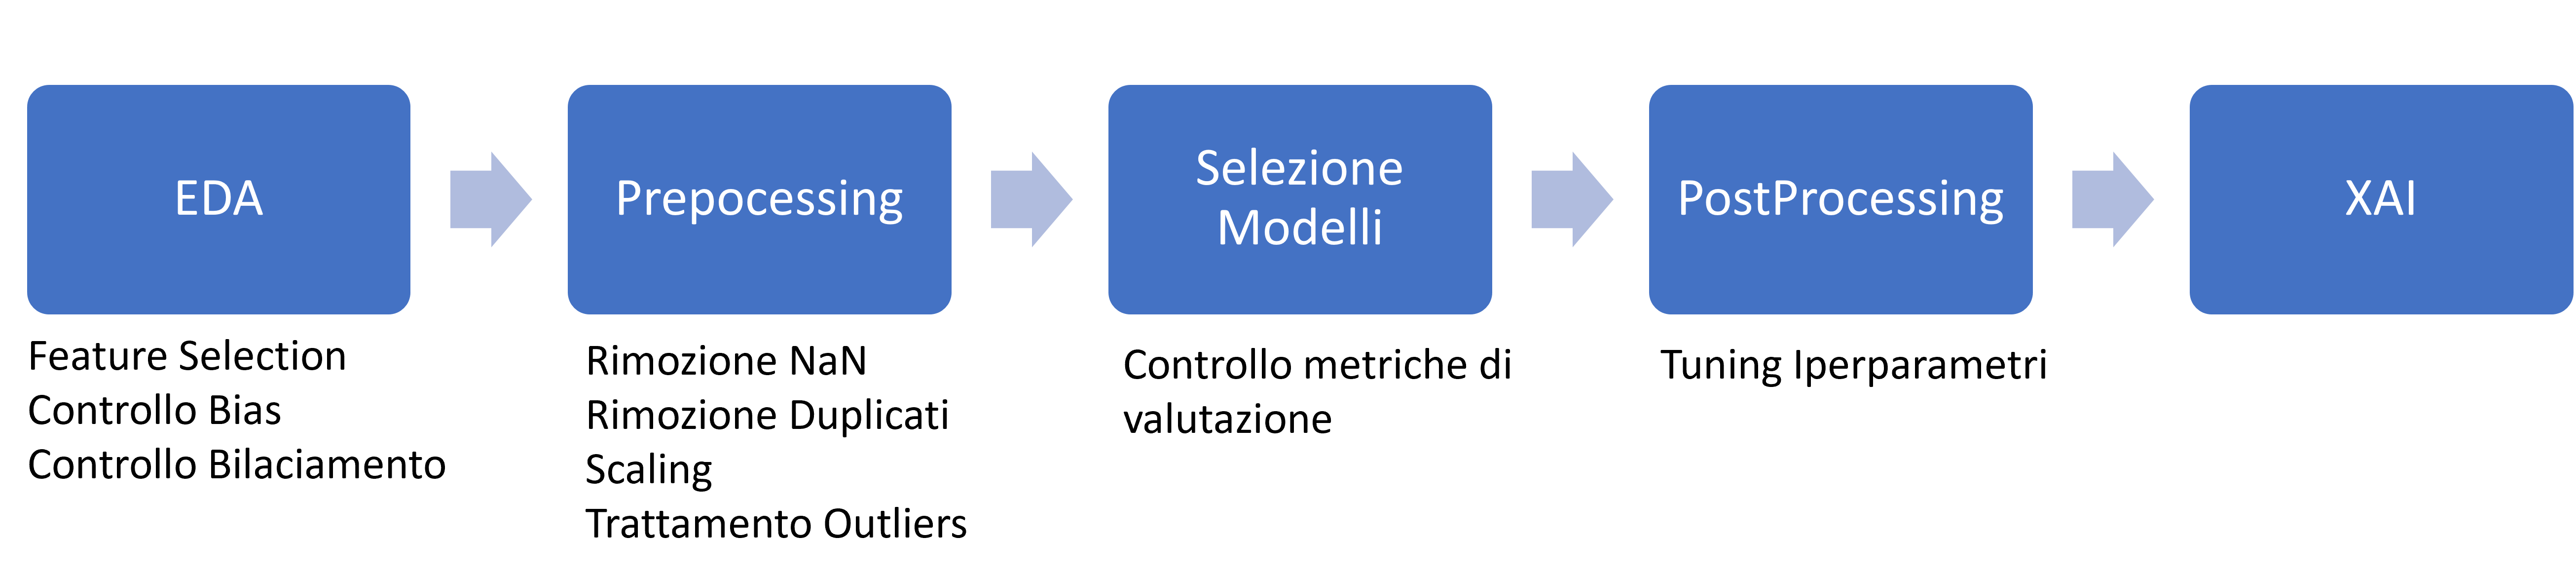 EDA
Feature Selection
Controllo Bias
Controllo Bilaciamento
Prepocessing
Rimozione NaN
Rimozione Duplicati
Scaling
Trattamento Outliers
Selezione
Modelli
Controllo metriche di
valutazione
PostProcessing
Tuning Iperparametri
XAI